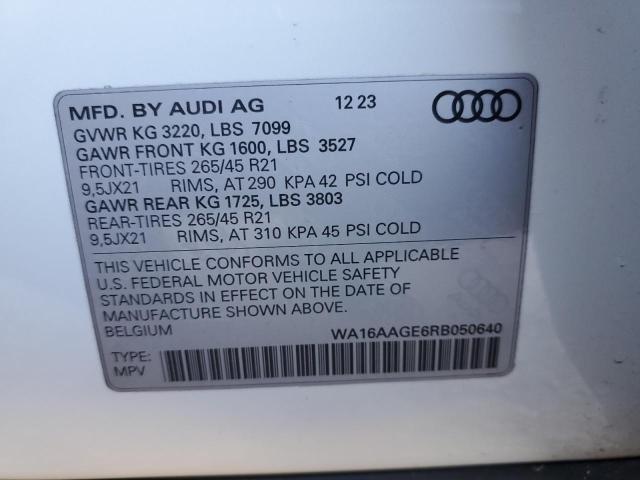 MFD. BY AUDI AG 12 23
GVWR KG 3220, LBS 7099
GAWR FRONT KG 1600, LBS 3527
FRONT-TIRES 265/45 R21
9,5JX21 RIMS, AT 290 KPA 42 PSI COLD
GAWR REAR KG 1725, LBS 3803
REAR-TIRES 265/45 R21
9,5JX21 RIMS, AT 310 KPA 45 PSI COLD
THIS VEHICLE CONFORMS TO ALL APPLICABLE
U.S. FEDERAL MOTOR VEHICLE SAFETY
STANDARDS IN EFFECT ON THE DATE OF
MANUFACTURE SHOWN ABOVE.
BELGIUM WA16AAGE6RB050640
TYPE:
MPV